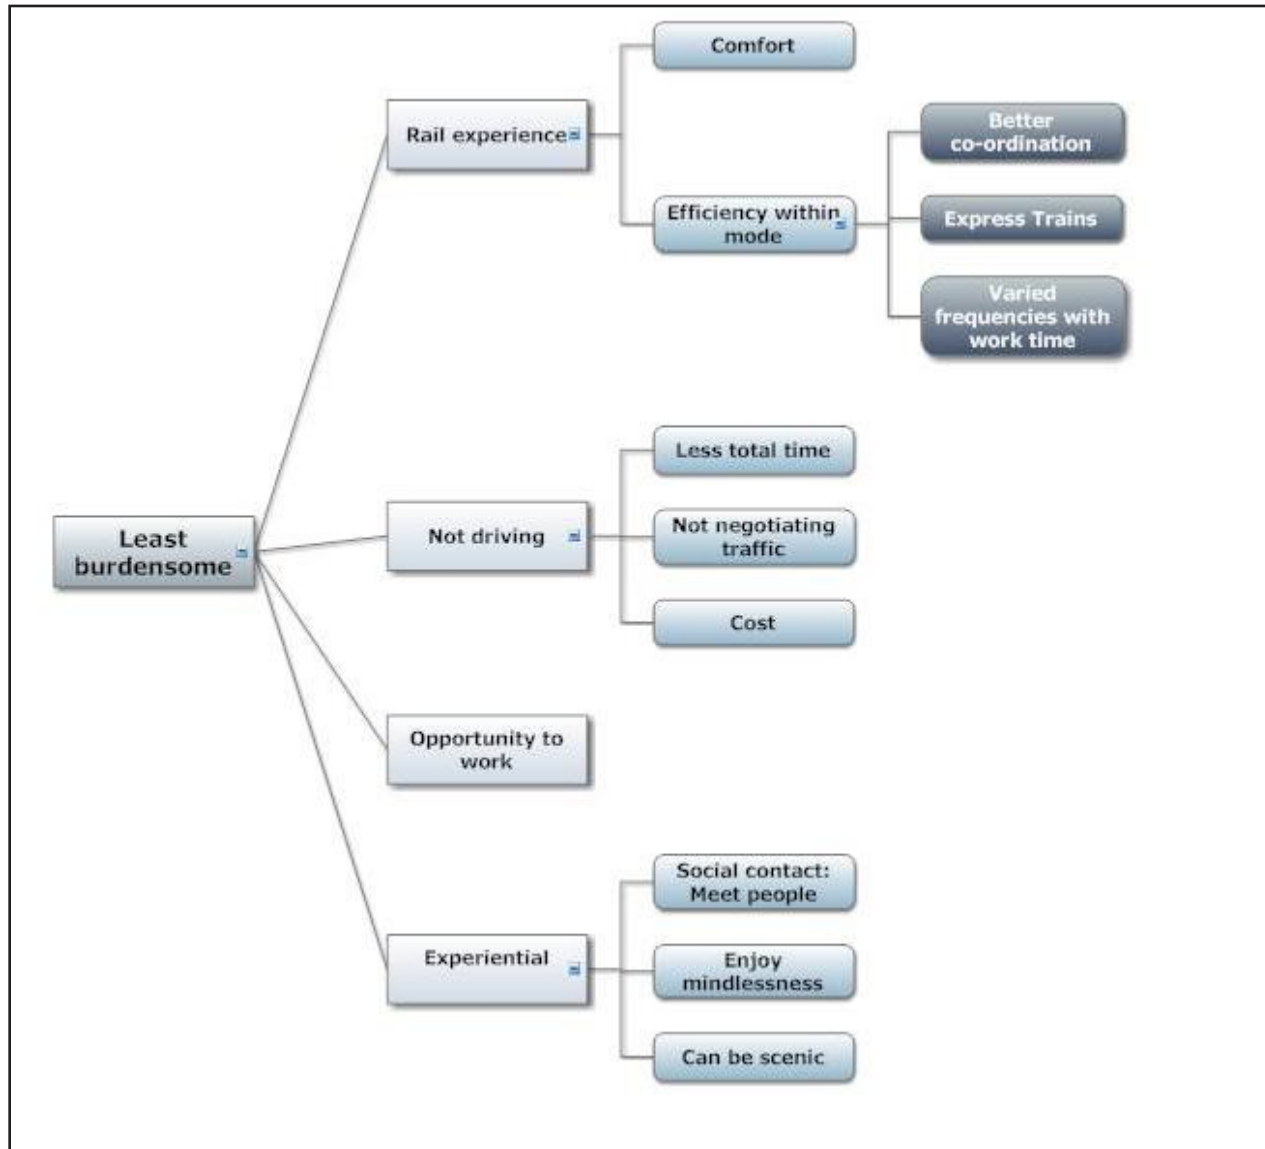 Comfort
Rail experience
Better
co-ordination
Efficiency within
mode
Express Trains
Varied
frequencies with
work time
Less total time
Least
burdensome
Not driving
Not negotiating
traffic
Cost
Opportunity to
work
Social contact:
Meet people
Experiential
Enjoy
mindlessness
Can be scenic